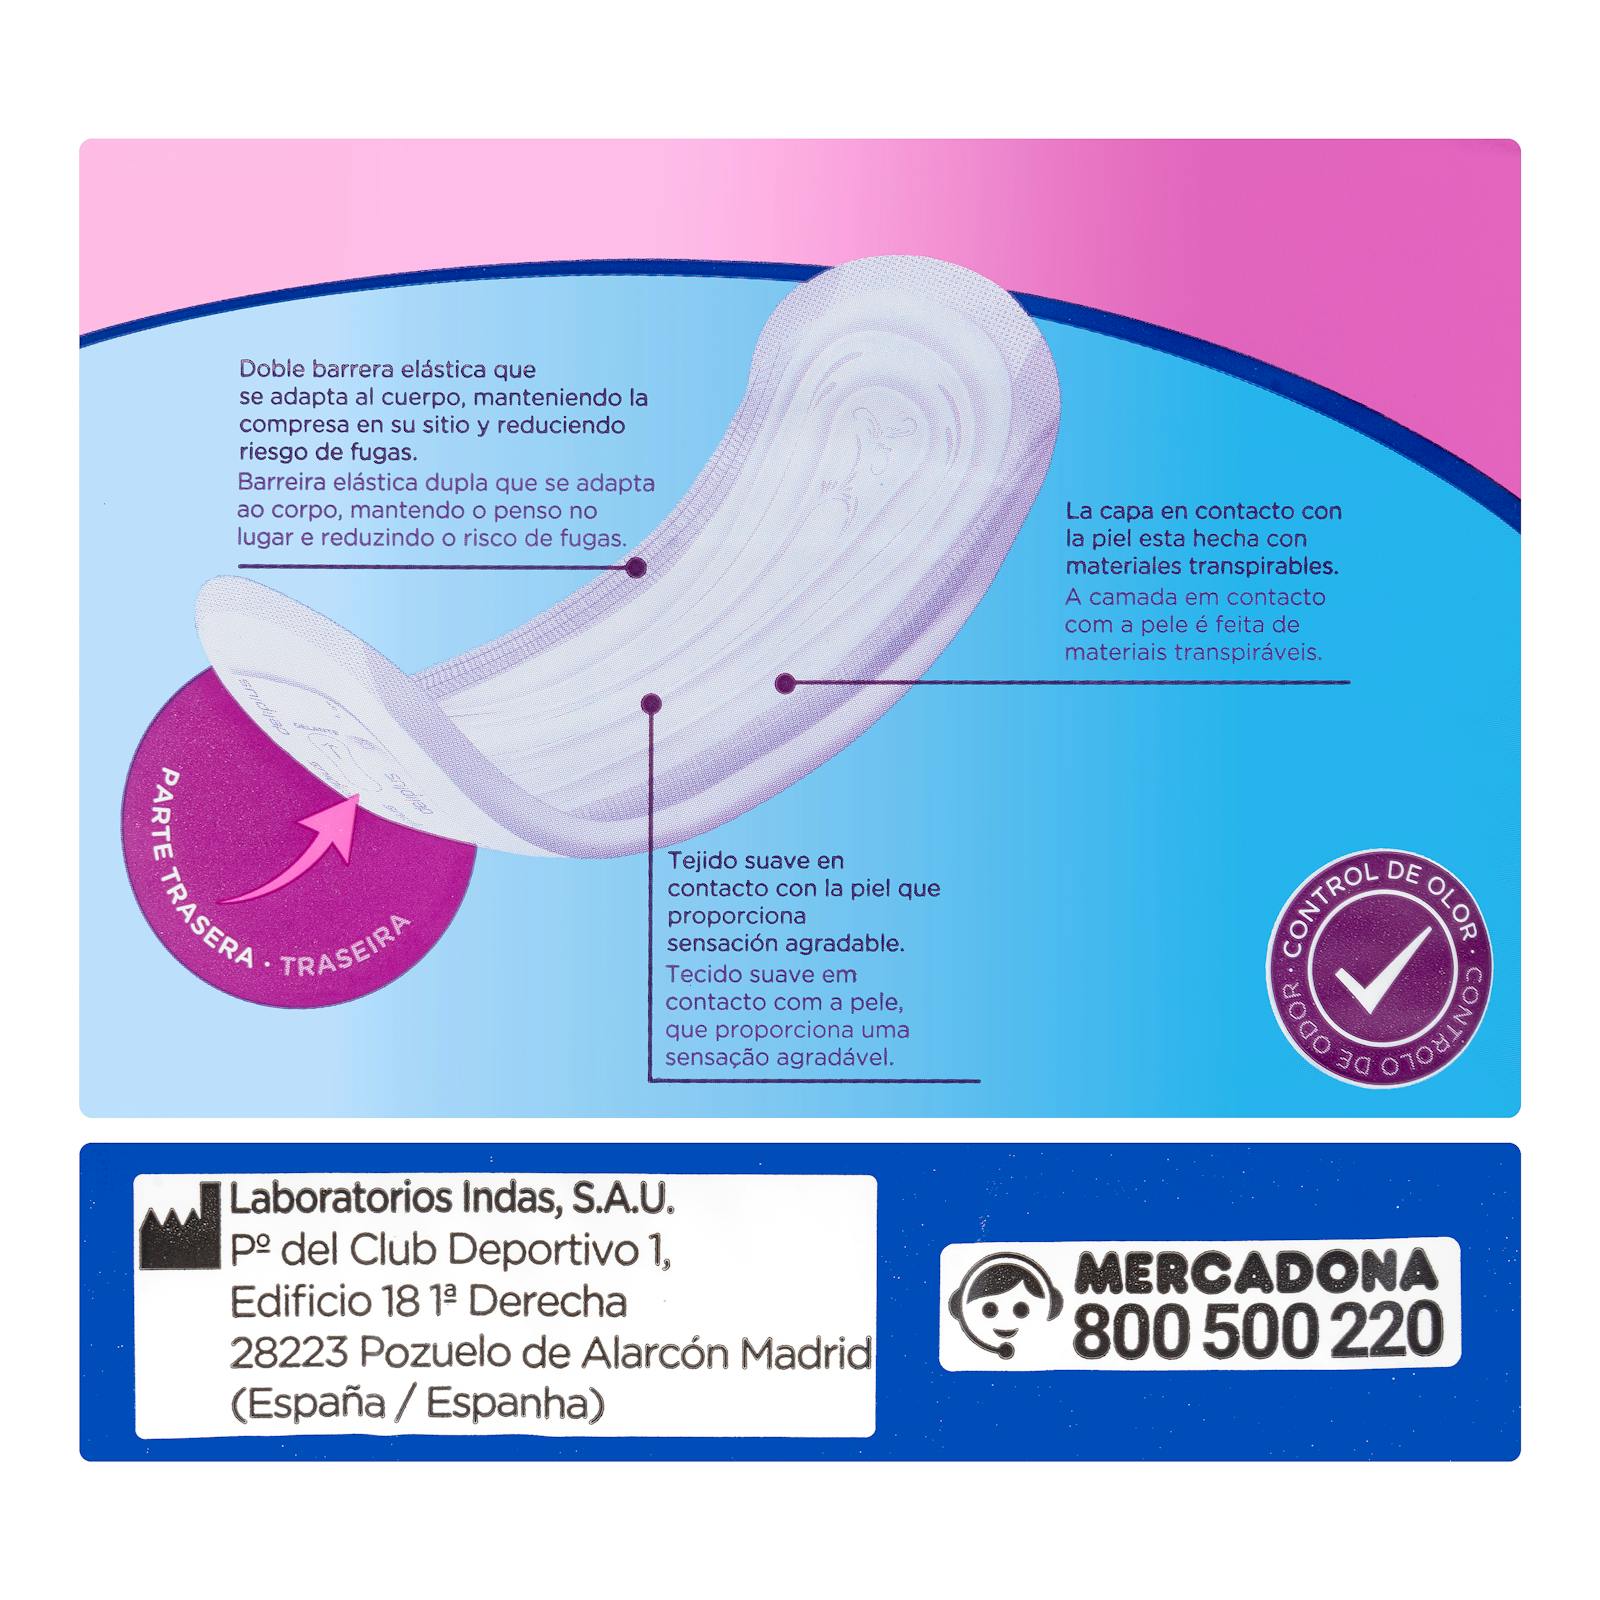 Doble barrera elástica que
se adapta al cuerpo, manteniendo la
compresa en su sitio y reduciendo
riesgo de fugas.
Barreira elástica dupla que se adapta
ao corpo, mantendo o penso no
lugar e reduzindo o risco de fugas.
La capa en contacto con
la piel esta hecha con
materiales transpirables.
A camada em contacto
com a pele é feita de
materiais transpiráveis.
PARTE TRASERA · TRASEIRA
Tejido suave en
contacto con la piel que
proporciona
sensación agradable.
Tecido suave em
contacto com a pele,
que proporciona uma
sensação agradável.
· CONTROL DE OLOR ·
CONTROLO DE ODOR
Laboratorios Indas, S.A.U.
Pº del Club Deportivo 1,
Edificio 18 1ª Derecha
28223 Pozuelo de Alarcón Madrid
(España / Espanha)
MERCADONA
800 500 220